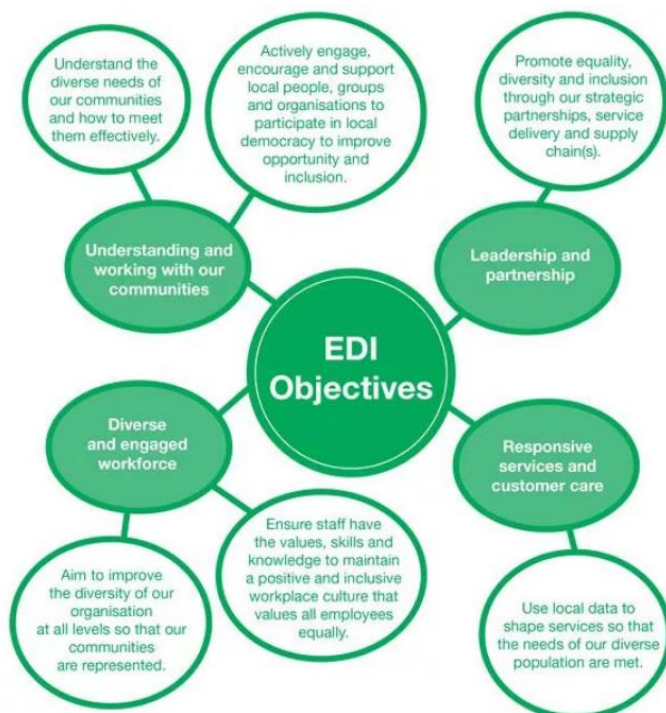 Understand the
diverse needs of
our communities
and how to meet
them effectively.
Actively engage,
encourage and support
local people, groups
and organisations to
participate in local
democracy to improve
opportunity and
inclusion.
Promote equality,
diversity and inclusion
through our strategic
partnerships, service
delivery and supply
chain(s).
Understanding and
working with our
communities
Leadership and
partnership
EDI
Objectives
Diverse
and engaged
workforce
Responsive
services and
customer care
Aim to improve
the diversity of our
organisation
at all levels so that our
communities
are represented.
Ensure staff have
the values, skills and
knowledge to maintain
a positive and inclusive
workplace culture that
values all employees
equally.
Use local data to
shape services so that
the needs of our diverse
population are met.